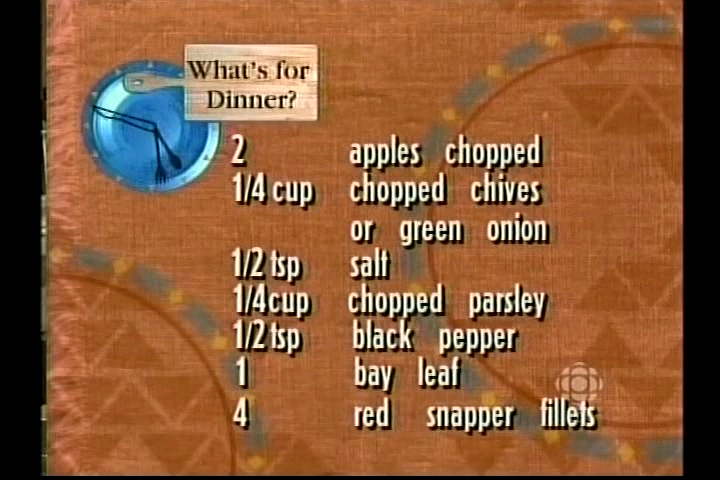 What's for
Dinner?
2 apples chopped
1/4 cup chopped chives
or green onion
1/2 tsp salt
1/4cup chopped parsley
1/2 tsp black pepper
1 bay leaf
4 red snapper fillets